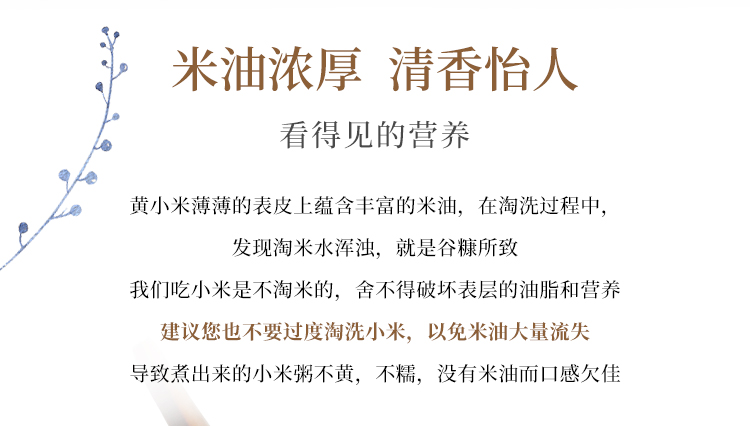 米油浓厚 清香怡人
看得见的营养
黄小米薄薄的表皮上蕴含丰富的米油，在淘洗过程中，
发现淘米水浑浊，就是谷糠所致
我们吃小米是不淘米的，舍不得破坏表层的油脂和营养
建议您也不要过度淘洗小米，以免米油大量流失
导致煮出来的小米粥不黄，不糯，没有米油而口感欠佳